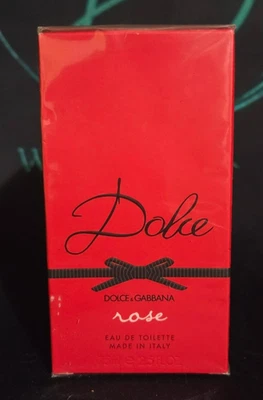 Dolce
DOLCE & GABBANA
rose
EAU DE TOILETTE
MADE IN ITALY